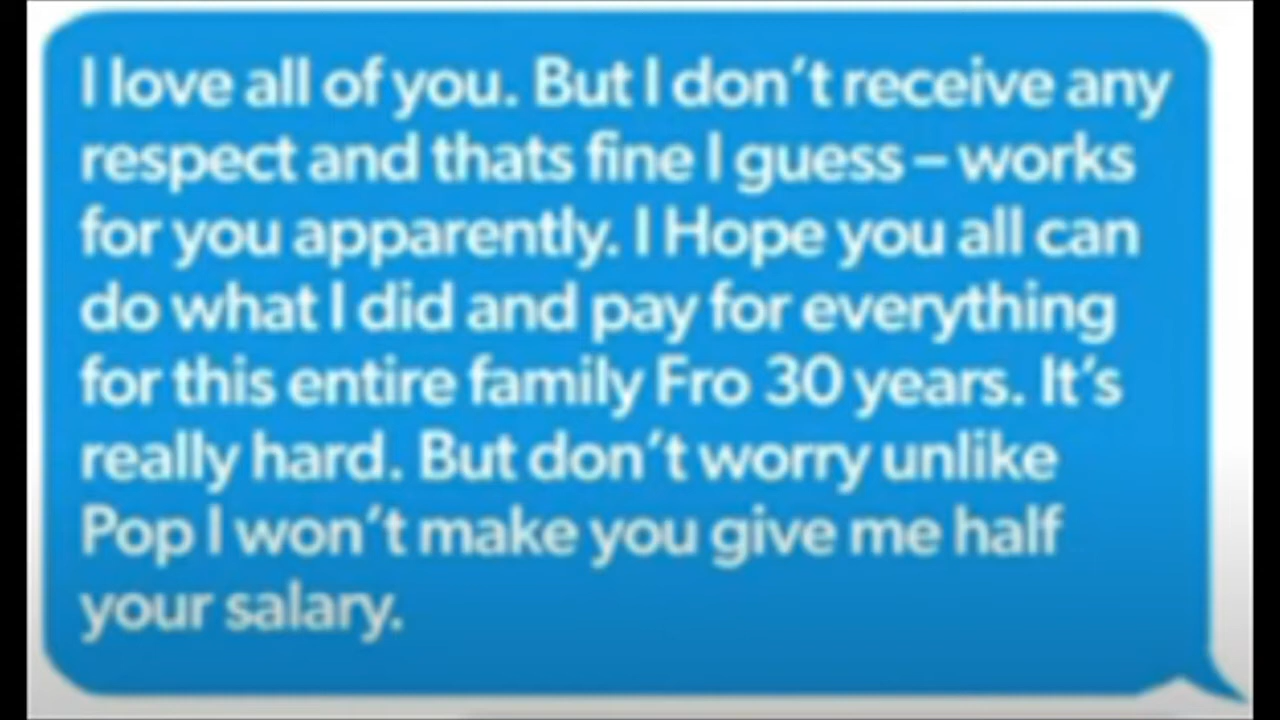 I love all of you. But I don't receive any
respect and thats fine I guess – works
for you apparently. I Hope you all can
do what I did and pay for everything
for this entire family Fro 30 years. It's
really hard. But don't worry unlike
Pop I won't make you give me half
your salary.